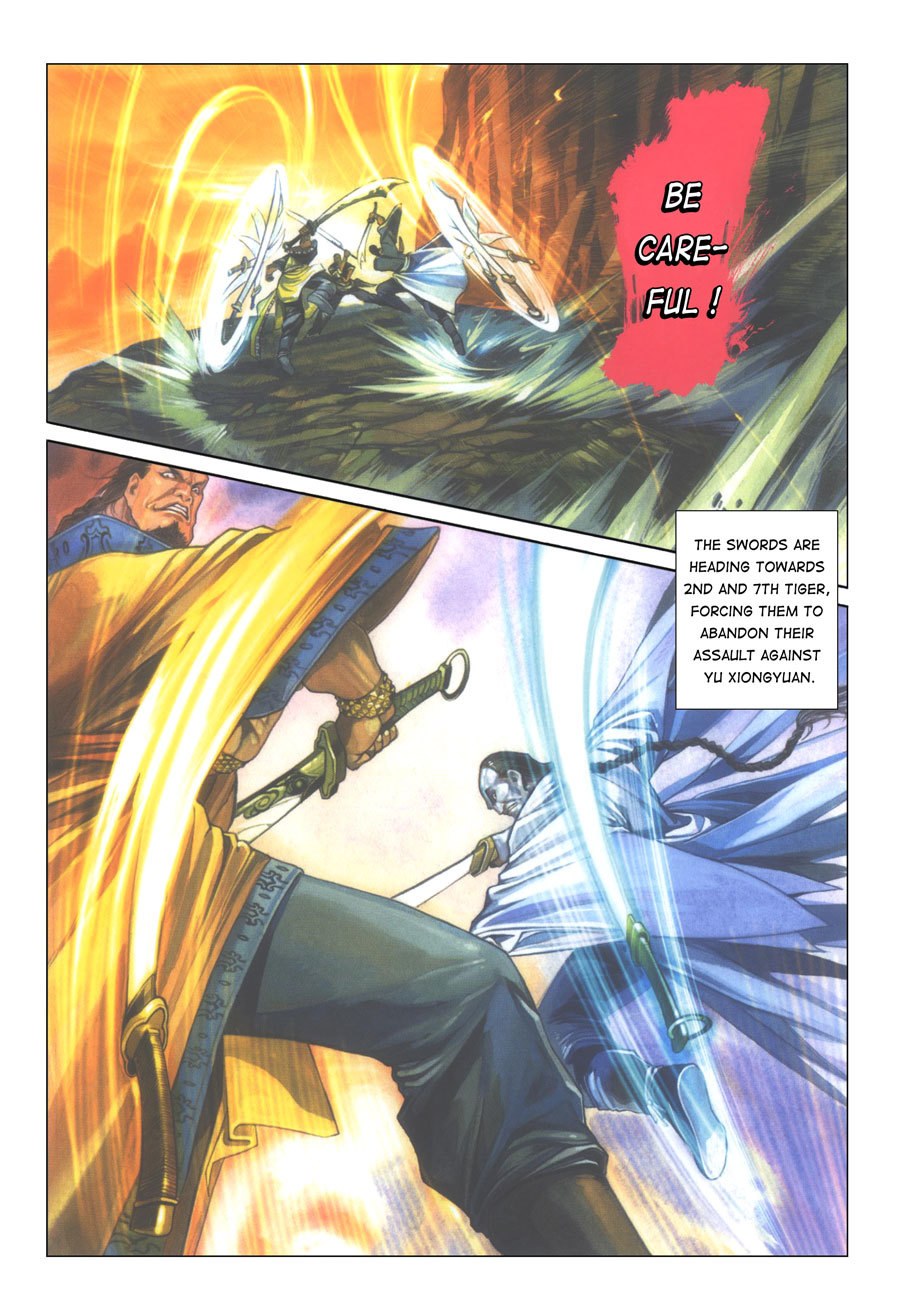 BE
CARE-
FUL !
THE SWORDS ARE
HEADING TOWARDS
2ND AND 7TH TIGER,
FORCING THEM TO
ABANDON THEIR
ASSAULT AGAINST
YU XIONGYUAN.